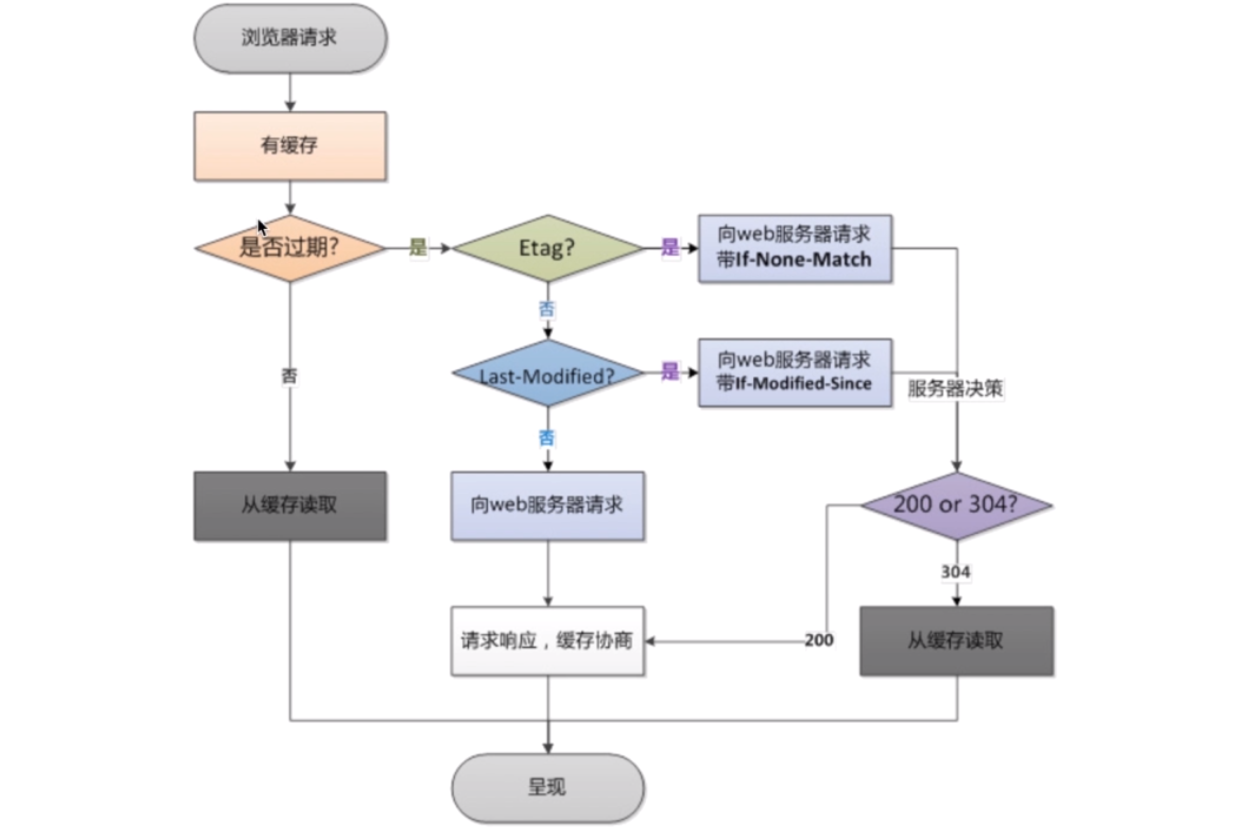 浏览器请求
有缓存
是否过期?
是
Etag?
是
向web服务器请求
带If-None-Match
否
Last-Modified?
是
向web服务器请求
带If-Modified-Since
服务器决策
否
否
从缓存读取
向web服务器请求
200 or 304?
304
请求响应，缓存协商
200
从缓存读取
呈现